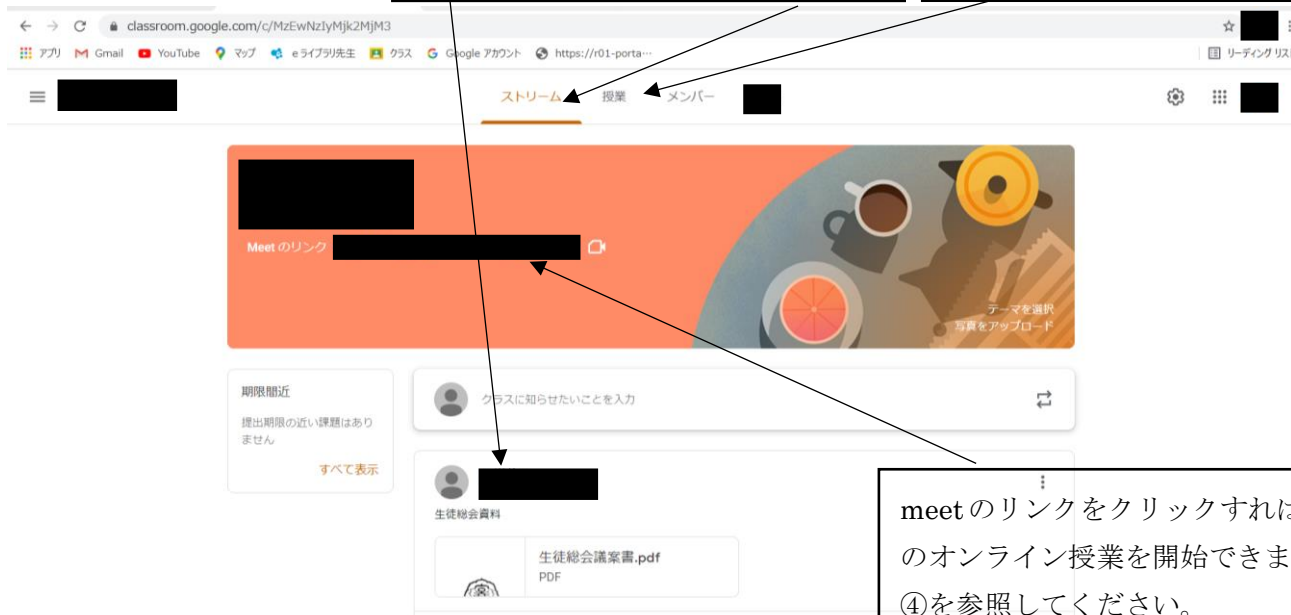 classroom.google.com/c/MzEwNzIyMjk2MjM3
アプリ Gmail YouTube マップ eライブラリ先生 クラス Google アカウント https://r01-porta… リーディング リス
ストリーム 授業 メンバー
Meet のリンク
テーマを選択
写真をアップロード
期限間近
提出期限の近い課題はあり
ません
すべて表示
クラスに知らせたいことを入力
生徒総会資料
生徒総会議案書.pdf
PDF
meetのリンクをクリックすれば
のオンライン授業を開始できま
④を参照してください。